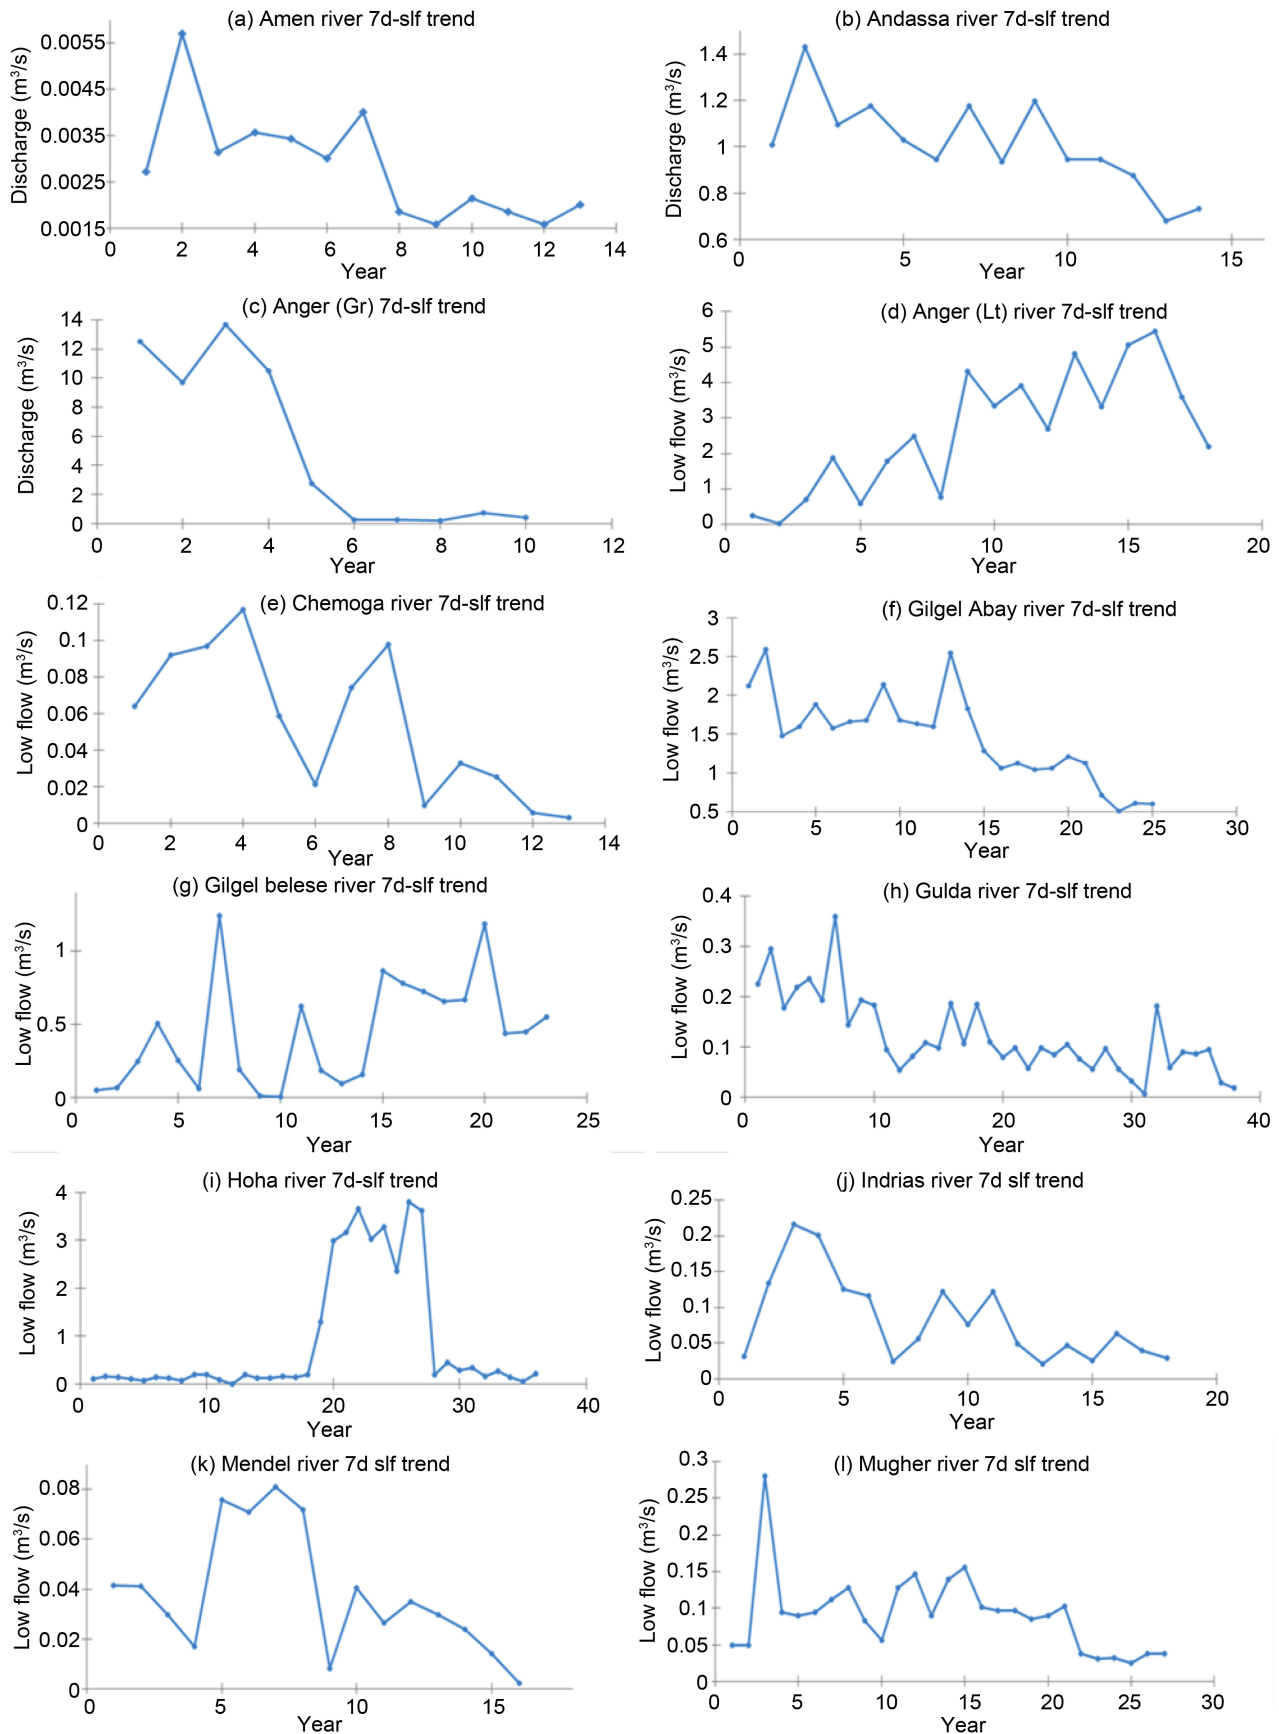 (a) Amen river 7d-slf trend
Discharge (m³/s)
0.0055
0.0045
0.0035
0.0025
0.0015
0 2 4 6 8 10 12 14
Year
(b) Andassa river 7d-slf trend
Discharge (m³/s)
1.4
1.2
1
0.8
0.6
0 5 10 15
Year
(c) Anger (Gr) 7d-slf trend
Discharge (m³/s)
14
12
10
8
6
4
2
0
0 2 4 6 8 10 12
Year
(d) Anger (Lt) river 7d-slf trend
Low flow (m³/s)
6
5
4
3
2
1
0
0 5 10 15 20
Year
(e) Chemoga river 7d-slf trend
Low flow (m³/s)
0.12
0.1
0.08
0.06
0.04
0.02
0
0 2 4 6 8 10 12 14
Year
(f) Gilgel Abay river 7d-slf trend
Low flow (m³/s)
3
2.5
2
1.5
1
0.5
0 5 10 15 20 25 30
Year
(g) Gilgel belese river 7d-slf trend
Low flow (m³/s)
1
0.5
0
0 5 10 15 20 25
Year
(h) Gulda river 7d-slf trend
Low flow (m³/s)
0.4
0.3
0.2
0.1
0
0 10 20 30 40
Year
(i) Hoha river 7d-slf trend
Low flow (m³/s)
4
3
2
1
0
0 10 20 30 40
Year
(j) Indrias river 7d slf trend
Low flow (m³/s)
0.25
0.2
0.15
0.1
0.05
0
0 5 10 15 20
Year
(k) Mendel river 7d slf trend
Low flow (m³/s)
0.08
0.06
0.04
0.02
0
0 5 10 15
Year
(l) Mugher river 7d slf trend
Low flow (m³/s)
0.3
0.25
0.2
0.15
0.1
0.05
0
0 5 10 15 20 25 30
Year